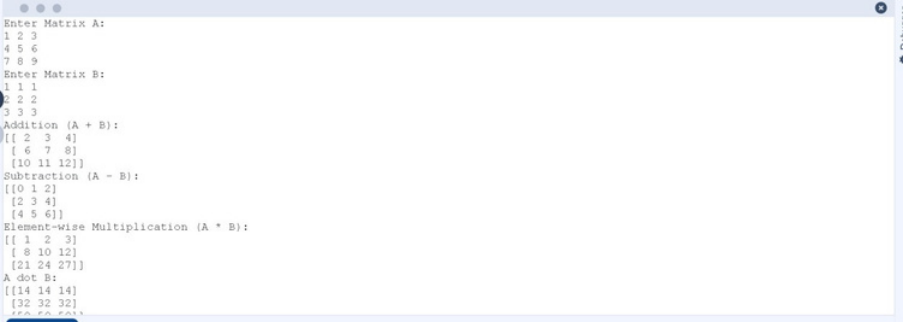 Enter Matrix A:
1 2 3
4 5 6
7 8 9
Enter Matrix B:
1 1 1
2 2 2
3 3 3
Addition (A + B):
[[ 2  3  4]
 [ 6  7  8]
 [10 11 12]]
Subtraction (A - B):
[[0 1 2]
 [2 3 4]
 [4 5 6]]
Element-wise Multiplication (A * B):
[[ 1  2  3]
 [ 8 10 12]
 [21 24 27]]
A dot B:
[[14 14 14]
 [32 32 32]
 [50 50 50]]